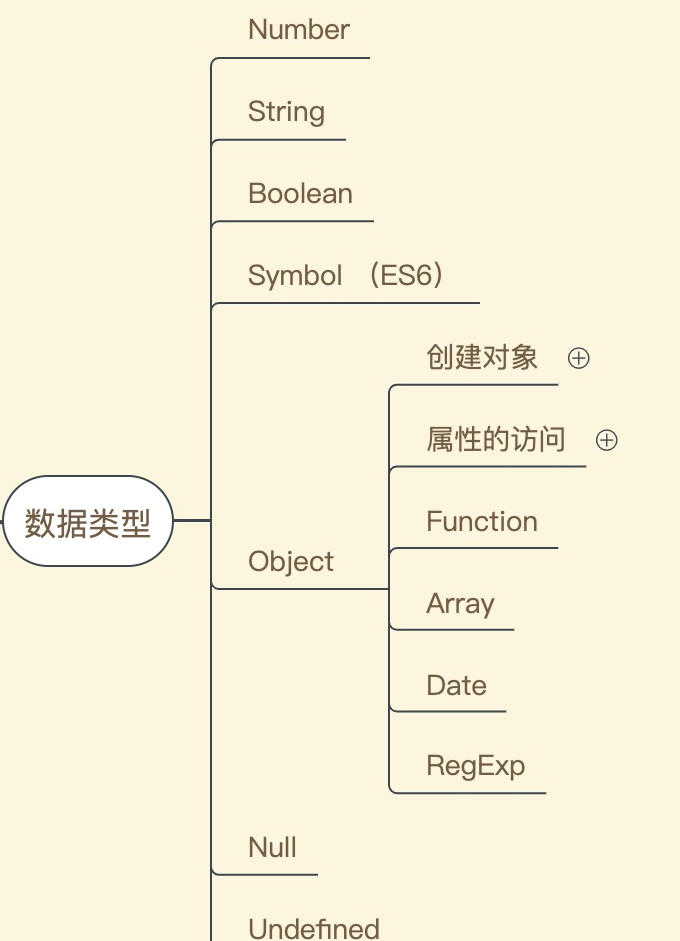 Number
String
Boolean
Symbol （ES6）
创建对象
属性的访问
数据类型
Function
Object
Array
Date
RegExp
Null
Undefined